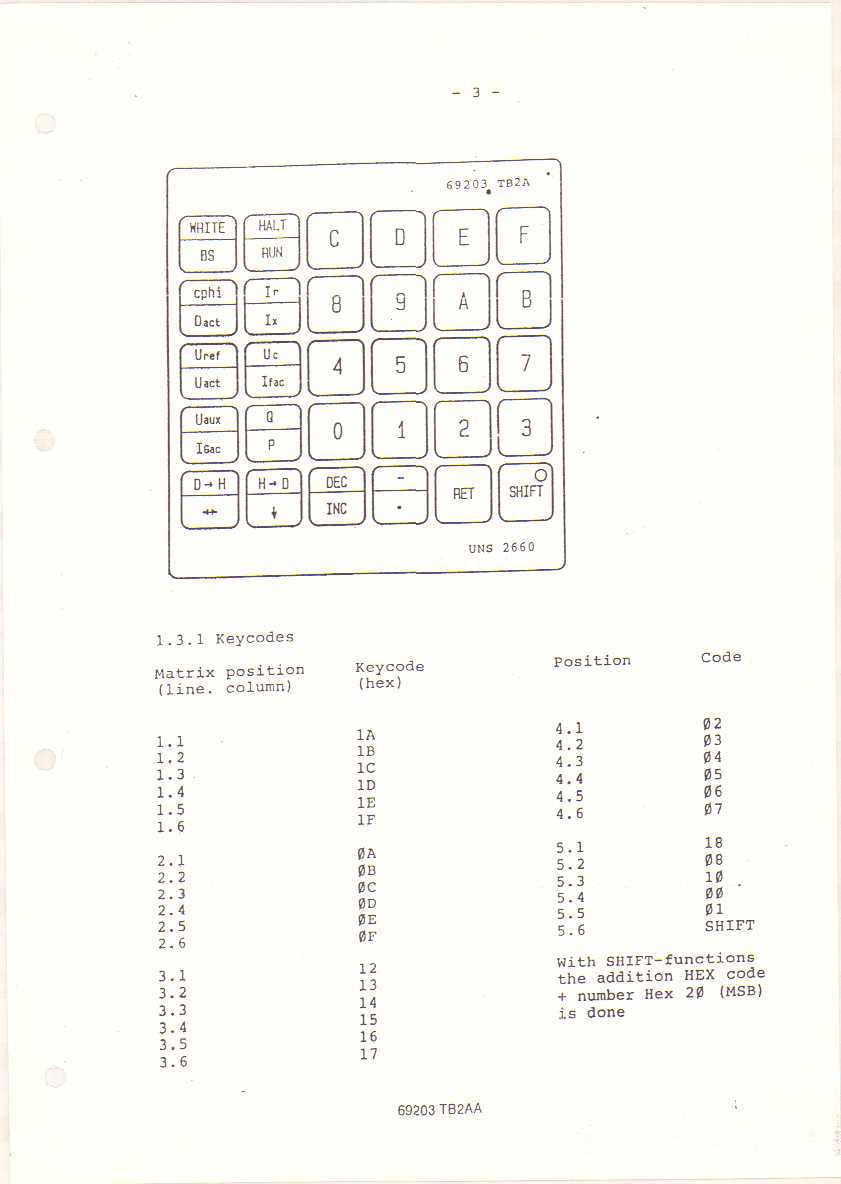 - 3 -
69203 TB2A
WHITE HALT C D E F
BS RUN
cphi Ir 8 9 A B
Dact Ix
Uref Uc 4 5 6 7
Uact Ifac
Uaux Q 0 1 2 3
IGac P
D→H H→D DEC - RET SHIFT
↔ ↓ INC .
UNS 2660
1.3.1 Keycodes
Matrix position Keycode
(line. column) (hex)
1.1 1A
1.2 1B
1.3 1C
1.4 1D
1.5 1E
1.6 1F
2.1 ØA
2.2 ØB
2.3 ØC
2.4 ØD
2.5 ØE
2.6 ØF
3.1 12
3.2 13
3.3 14
3.4 15
3.5 16
3.6 17
Position Code
4.1 Ø2
4.2 Ø3
4.3 Ø4
4.4 Ø5
4.5 Ø6
4.6 Ø7
5.1 18
5.2 Ø8
5.3 1Ø
5.4 ØØ
5.5 Ø1
5.6 SHIFT
With SHIFT-functions
the addition HEX code
+ number Hex 2Ø (MSB)
is done
69203 TB2AA